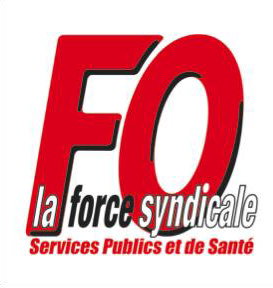 FO
la force syndicale
Services Publics et de Santé